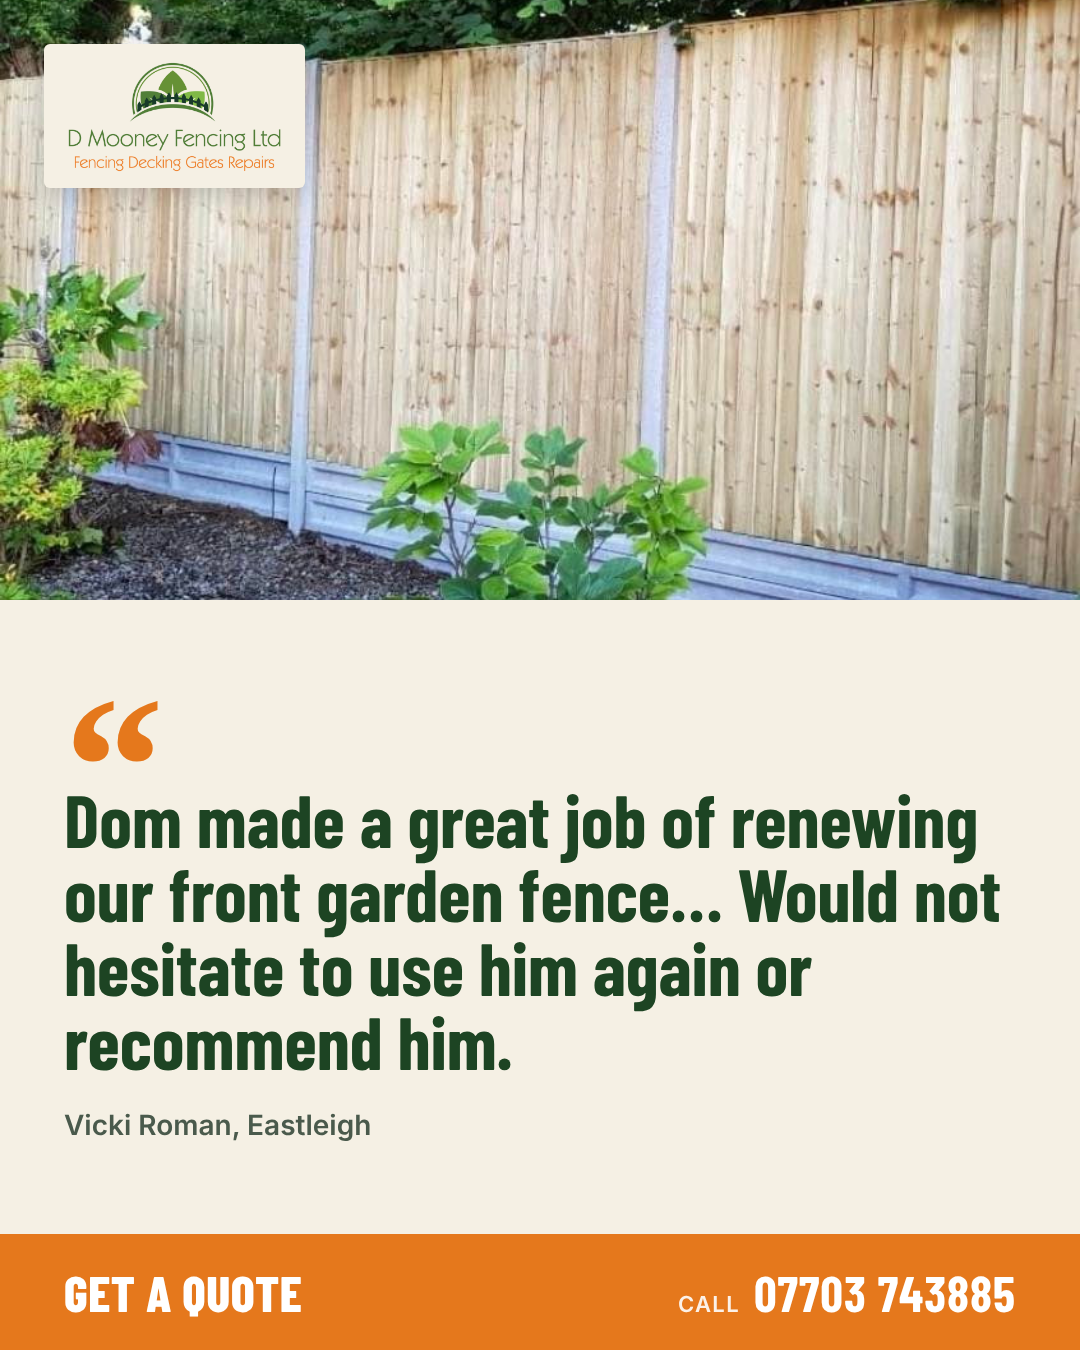 D Mooney Fencing Ltd
Fencing Decking Gates Repairs
“
Dom made a great job of renewing
our front garden fence... Would not
hesitate to use him again or
recommend him.
Vicki Roman, Eastleigh
GET A QUOTE
CALL 07703 743885